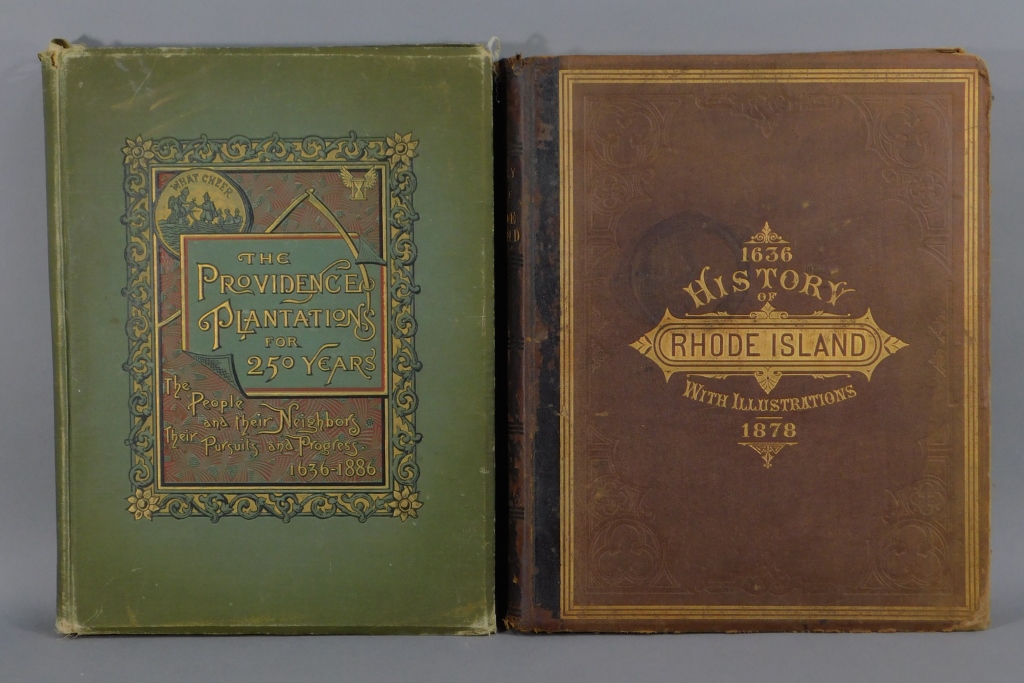 WHAT CHEER
THE
PROVIDENCE
PLANTATIONS
FOR
250 YEARS
The
People
and their Neighbors
Their Pursuits and Progress
1636-1886
1636
HISTORY
OF
RHODE ISLAND
WITH ILLUSTRATIONS
1878